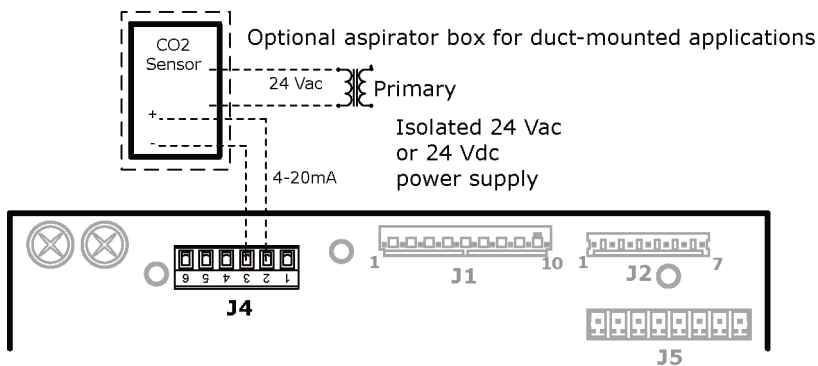 CO2
Sensor
Optional aspirator box for duct-mounted applications
24 Vac
Primary
+
-
Isolated 24 Vac
or 24 Vdc
power supply
4-20mA
6 5 4 3 2 1
J4
1 10
J1
1 7
J2
J5